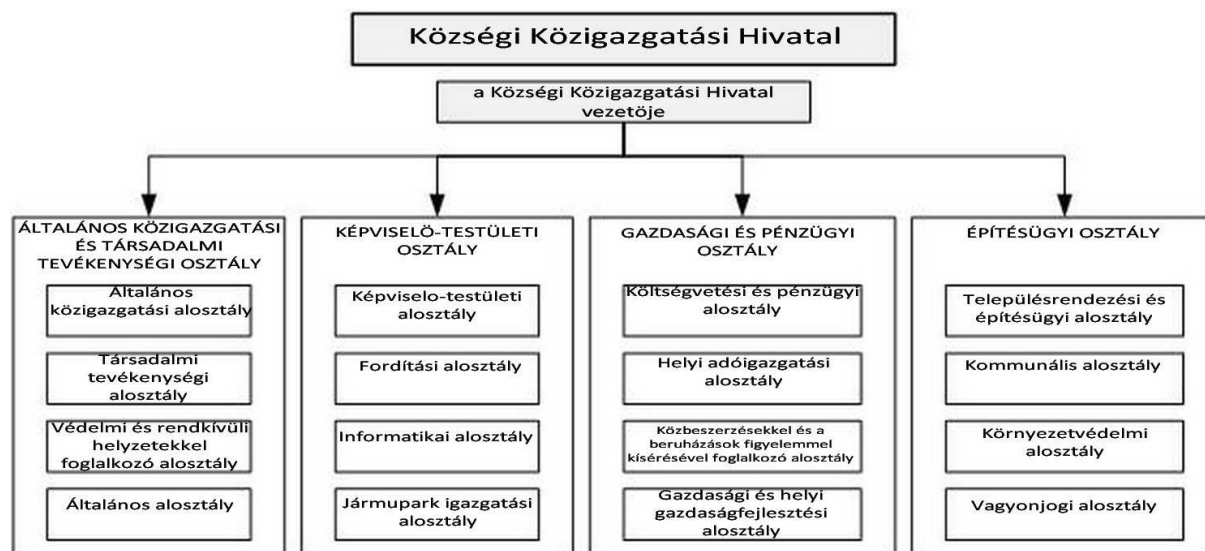 Községi Közigazgatási Hivatal
a Községi Közigazgatási Hivatal
vezetöje
ÁLTALÁNOS KÖZIGAZGATÁSI
ÉS TÁRSADALMI
TEVÉKENYSÉGI OSZTÁLY
Általános
közigazgatási alosztály
Társadalmi
tevékenységi
alosztály
Védelmi és rendkívüli
helyzetekkel
foglalkozó alosztály
Általános alosztály
KÉPVISELÖ-TESTÜLETI
OSZTÁLY
Képviselo-testületi
alosztály
Fordítási alosztály
Informatikai alosztály
Jármupark igazgatási
alosztály
GAZDASÁGI ÉS PÉNZÜGYI
OSZTÁLY
Költségvetési és pénzügyi
alosztály
Helyi adóigazgatási
alosztály
Közbeszerzésekkel és a
beruházások figyelemmel
kísérésével foglalkozó alosztály
Gazdasági és helyi
gazdaságfejlesztési
alosztály
ÉPÍTÉSÜGYI OSZTÁLY
Településrendezési és
építésügyi alosztály
Kommunális alosztály
Környezetvédelmi
alosztály
Vagyonjogi alosztály